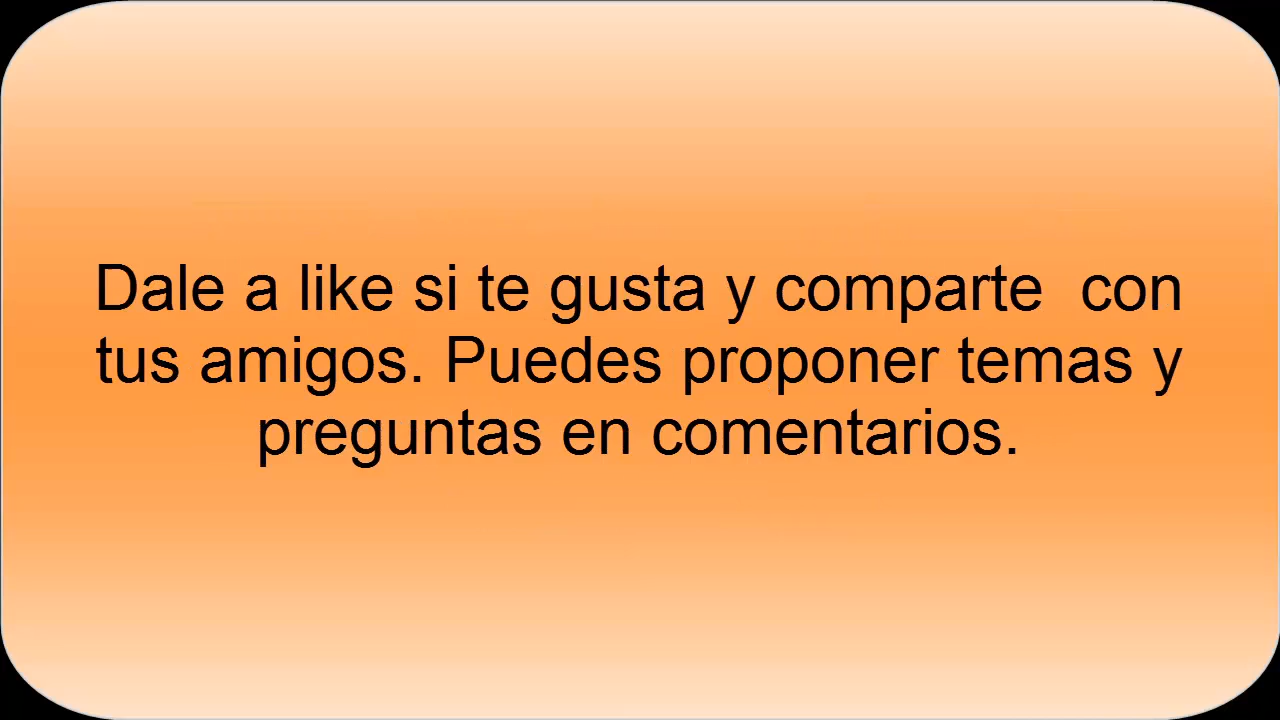 Dale a like si te gusta y comparte  con
tus amigos. Puedes proponer temas y
preguntas en comentarios.